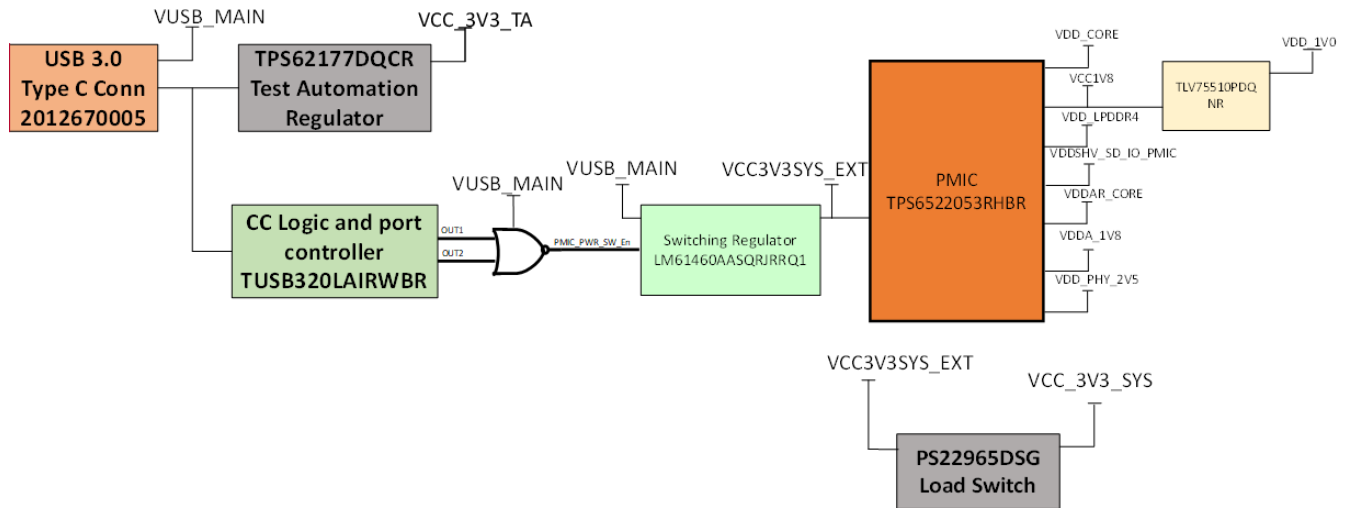 VUSB_MAIN
USB 3.0
Type C Conn
2012670005
VCC_3V3_TA
TPS62177DQCR
Test Automation
Regulator
CC Logic and port
controller
TUSB320LAIRWBR
OUT1
OUT2
VUSB_MAIN
PMIC_PWR_SW_En
VUSB_MAIN
Switching Regulator
LM61460AASQRJRRQ1
VCC3V3SYS_EXT
PMIC
TPS6522053RHBR
VDD_CORE
VCC1V8
VDD_LPDDR4
VDDSHV_SD_IO_PMIC
VDDAR_CORE
VDDA_1V8
VDD_PHY_2V5
TLV75510PDQ
NR
VDD_1V0
VCC3V3SYS_EXT
VCC_3V3_SYS
PS22965DSG
Load Switch